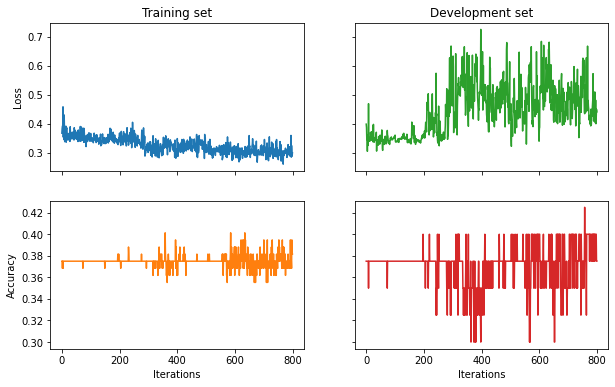 Training set
Development set
Loss
0.7
0.6
0.5
0.4
0.3
Accuracy
0.42
0.40
0.38
0.36
0.34
0.32
0.30
0 200 400 600 800
0 200 400 600 800
Iterations
Iterations